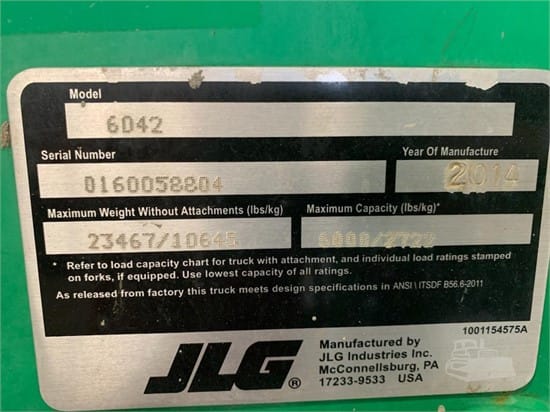 Model
6042
Serial Number
Year Of Manufacture
0160058804
2014
Maximum Weight Without Attachments (lbs/kg)
Maximum Capacity (lbs/kg)*
23467/10645
6000/2722
* Refer to load capacity chart for truck with attachment, and individual load ratings stamped
on forks, if equipped. Use lowest capacity of all ratings.
As released from factory this truck meets design specifications in ANSI \ ITSDF B56.6-2011
1001154575A
JLG ®
Manufactured by
JLG Industries Inc.
McConnellsburg, PA
17233-9533 USA